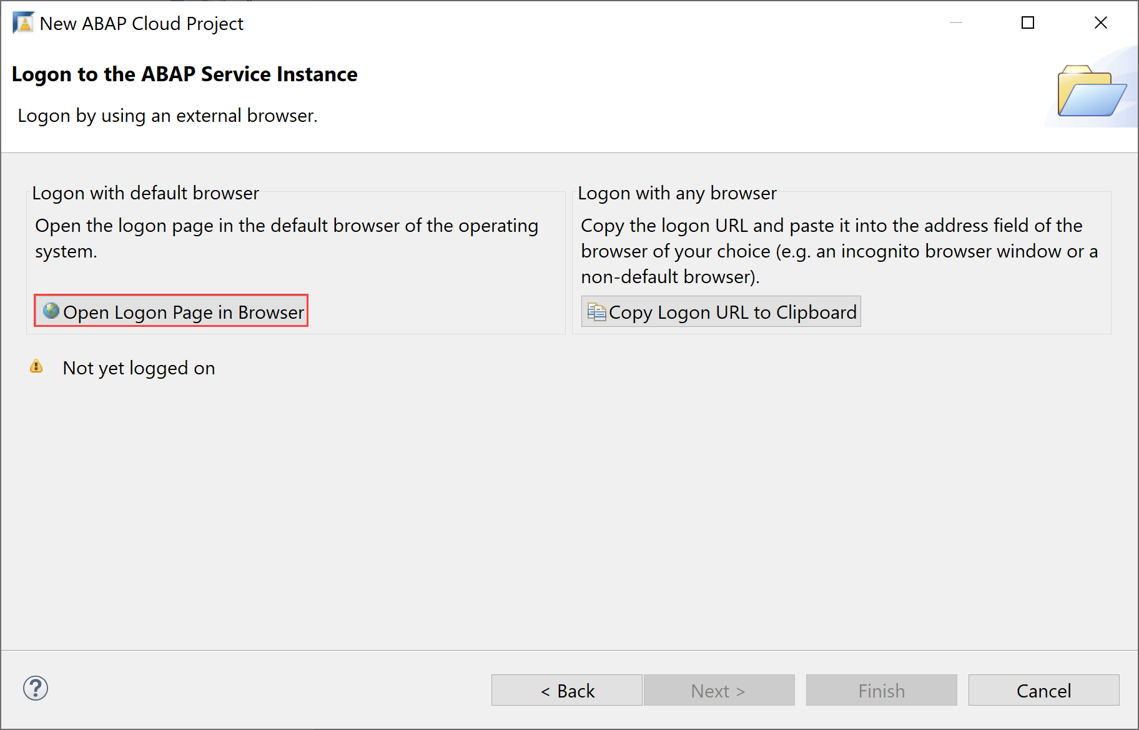 New ABAP Cloud Project
Logon to the ABAP Service Instance
Logon by using an external browser.
Logon with default browser
Open the logon page in the default browser of the operating
system.
Open Logon Page in Browser
Logon with any browser
Copy the logon URL and paste it into the address field of the
browser of your choice (e.g. an incognito browser window or a
non-default browser).
Copy Logon URL to Clipboard
Not yet logged on
?
< Back
Next >
Finish
Cancel